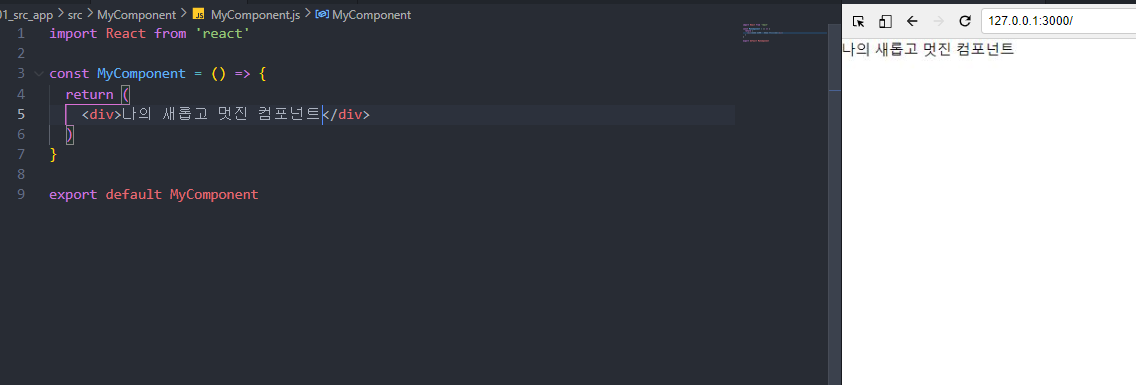 01_src_app > src > MyComponent > JS MyComponent.js > MyComponent
1 import React from 'react'
2
3 const MyComponent = () => {
4 return (
5 <div>나의 새롭고 멋진 컴포넌트</div>
6 )
7 }
8
9 export default MyComponent
127.0.0.1:3000/
나의 새롭고 멋진 컴포넌트